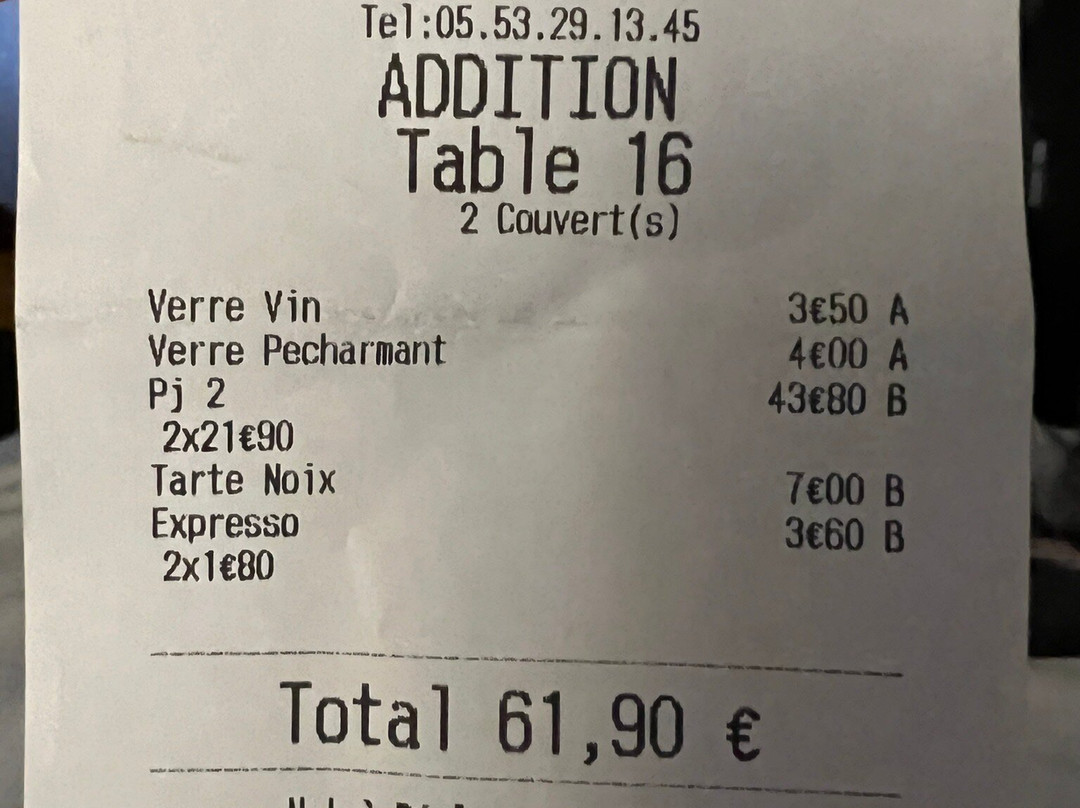 Tel:05.53.29.13.45
ADDITION
Table 16
2 Couvert(s)
Verre Vin 3€50 A
Verre Pecharmant 4€00 A
Pj 2 43€80 B
2x21€90
Tarte Noix 7€00 B
Expresso 3€60 B
2x1€80
Total 61,90 €